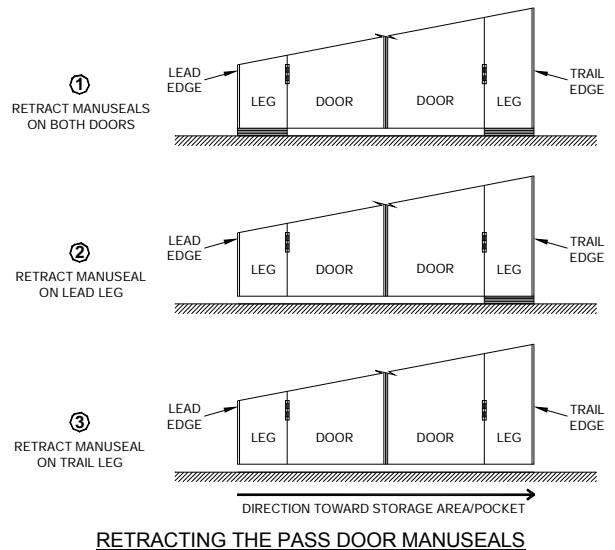 1
RETRACT MANUSEALS
ON BOTH DOORS
LEAD
EDGE
LEG
DOOR
DOOR
LEG
TRAIL
EDGE
2
RETRACT MANUSEAL
ON LEAD LEG
LEAD
EDGE
LEG
DOOR
DOOR
LEG
TRAIL
EDGE
3
RETRACT MANUSEAL
ON TRAIL LEG
LEAD
EDGE
LEG
DOOR
DOOR
LEG
TRAIL
EDGE
DIRECTION TOWARD STORAGE AREA/POCKET
RETRACTING THE PASS DOOR MANUSEALS